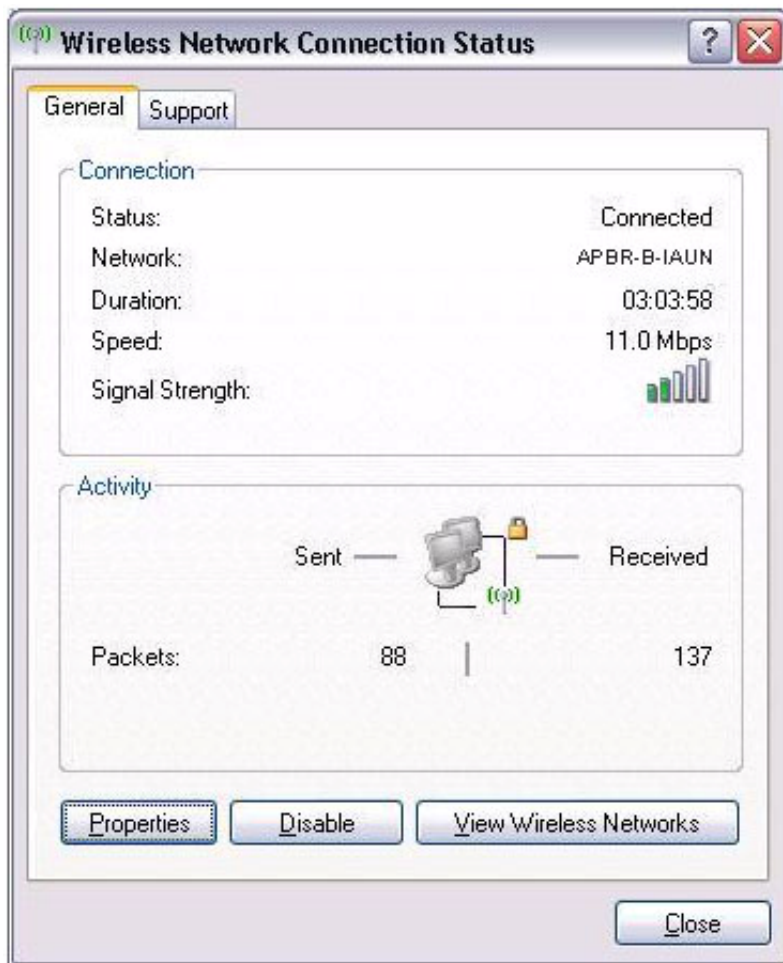 Wireless Network Connection Status
General Support
Connection
Status: Connected
Network: APBR-B-IAUN
Duration: 03:03:58
Speed: 11.0 Mbps
Signal Strength:
Activity
Sent Received
Packets: 88 137
Properties Disable View Wireless Networks
Close